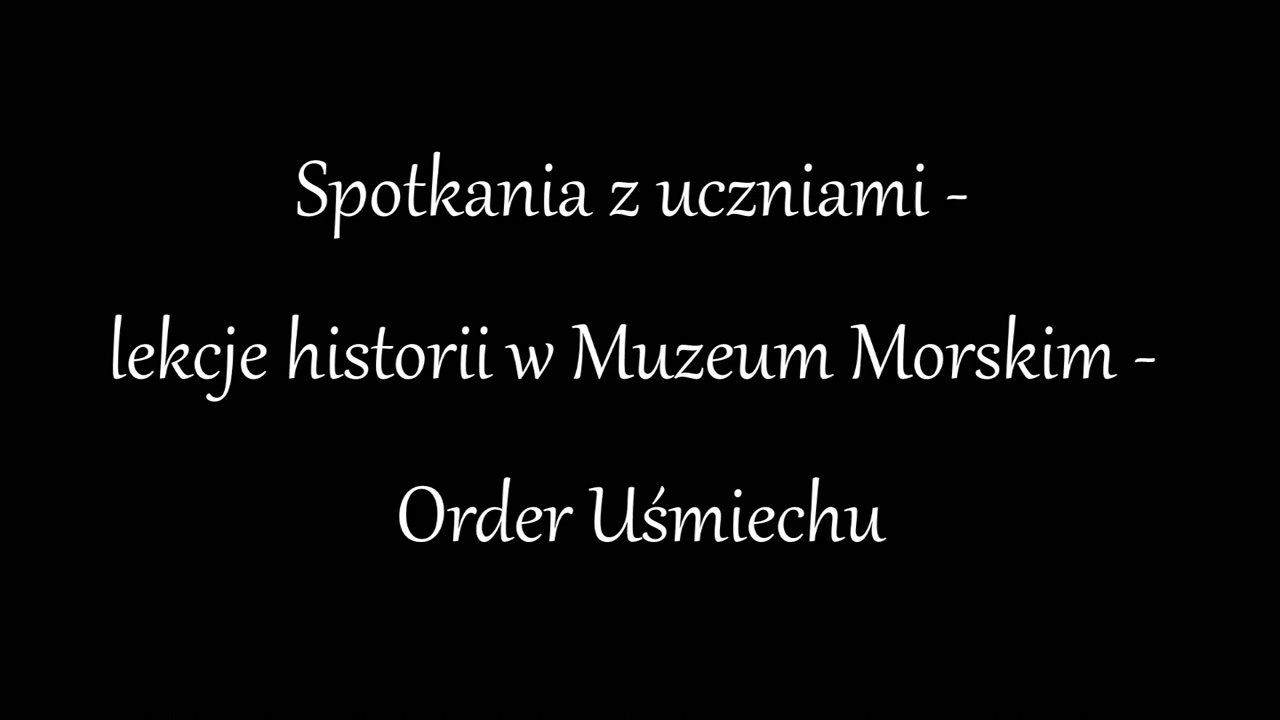 Spotkania z uczniami -
lekcje historii w Muzeum Morskim -
Order Uśmiechu